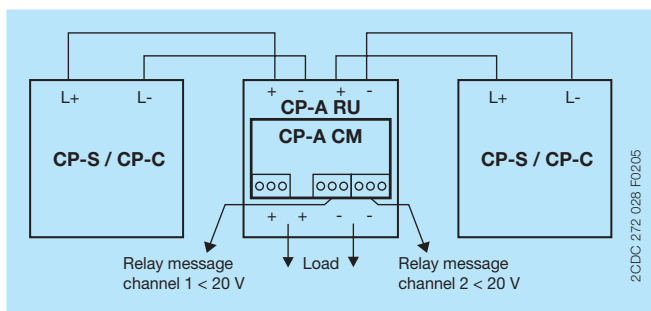 + - + -
L+ L- CP-A RU L+ L-
CP-S / CP-C CP-A CM CP-S / CP-C
+ + - -
Relay message Load Relay message
channel 1 < 20 V channel 2 < 20 V
2CDC 272 028 F0205